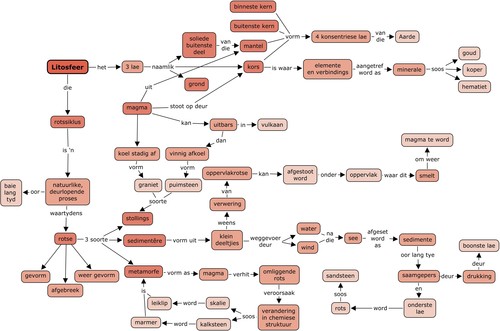 binneste kern
buitenste kern
soliede
buitenste
deel
van
die
mantel
vorm
4 konsentriese lae
van
die
Aarde
Litosfeer
het
3 lae
naamlik
kors
is waar
elemente
en verbindings
aangetref
word as
minerale
soos
goud
koper
hematiet
grond
die
uit
magma
stoot op deur
kan
uitbars
in
vulkaan
dan
rotssiklus
koel stadig af
vinnig afkoel
vorm
vorm
graniet
puimsteen
soorte
stollings
oppervlakrotse
kan
afgestoot
word
onder
oppervlak
waar dit
smelt
om weer
magma te word
is 'n
baie
lang
tyd
oor
natuurlike,
deurlopende
proses
waartydens
van
verwering
weens
rotse
3 soorte
sedimentêre
vorm uit
klein
deeltjies
weggevoer
deur
water
wind
na
die
see
afgeset
word as
sedimente
oor lang tye
saamgepers
deur
drukking
deur
boonste lae
gevorm
afgebreek
weer gevorm
metamorfe
vorm as
magma
verhit
omliggende
rots
veroorsaak
verandering
in chemiese
struktuur
is
leiklip
word
skalie
soos
marmer
word
kalksteen
sandsteen
soos
rots
word
onderste
lae